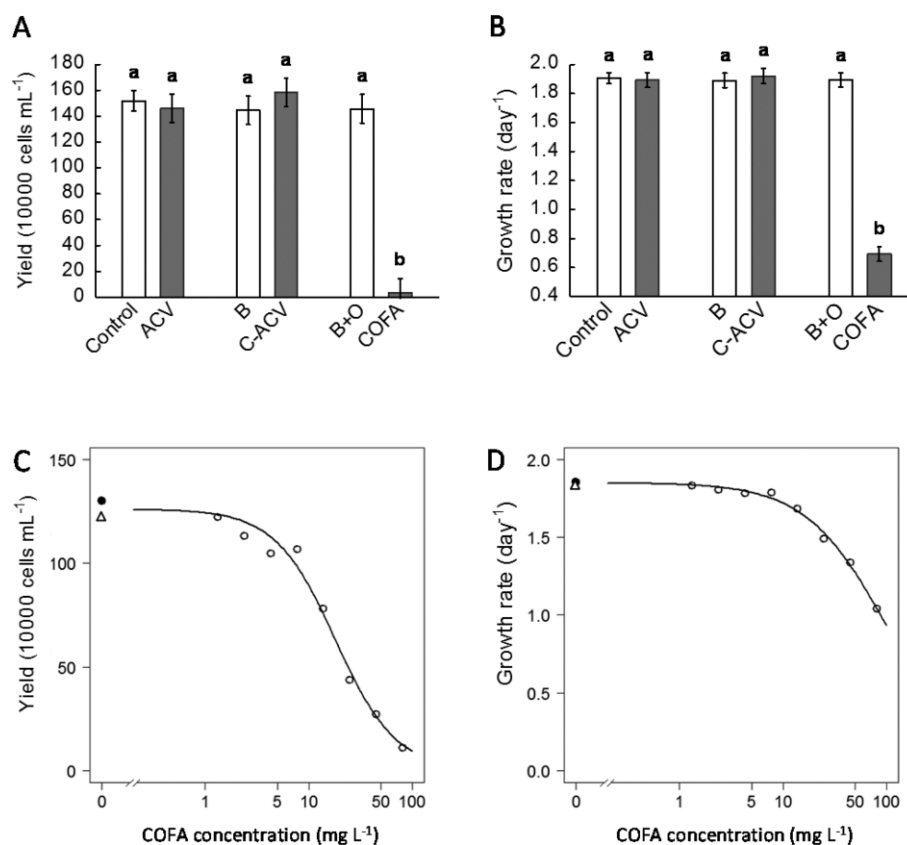 A
Yield (10000 cells mL⁻¹)
180
160
140
120
100
80
60
40
20
0
a
a
a
a
a
b
Control
ACV
B
C-ACV
B+O
COFA
B
Growth rate (day⁻¹)
2.0
1.8
1.6
1.4
1.2
1.0
0.8
0.6
0.4
a
a
a
a
a
b
Control
ACV
B
C-ACV
B+O
COFA
C
Yield (10000 cells mL⁻¹)
150
100
50
0
0
1
5
10
50
100
COFA concentration (mg L⁻¹)
D
Growth rate (day⁻¹)
2.0
1.5
1.0
0.5
0.0
0
1
5
10
50
100
COFA concentration (mg L⁻¹)